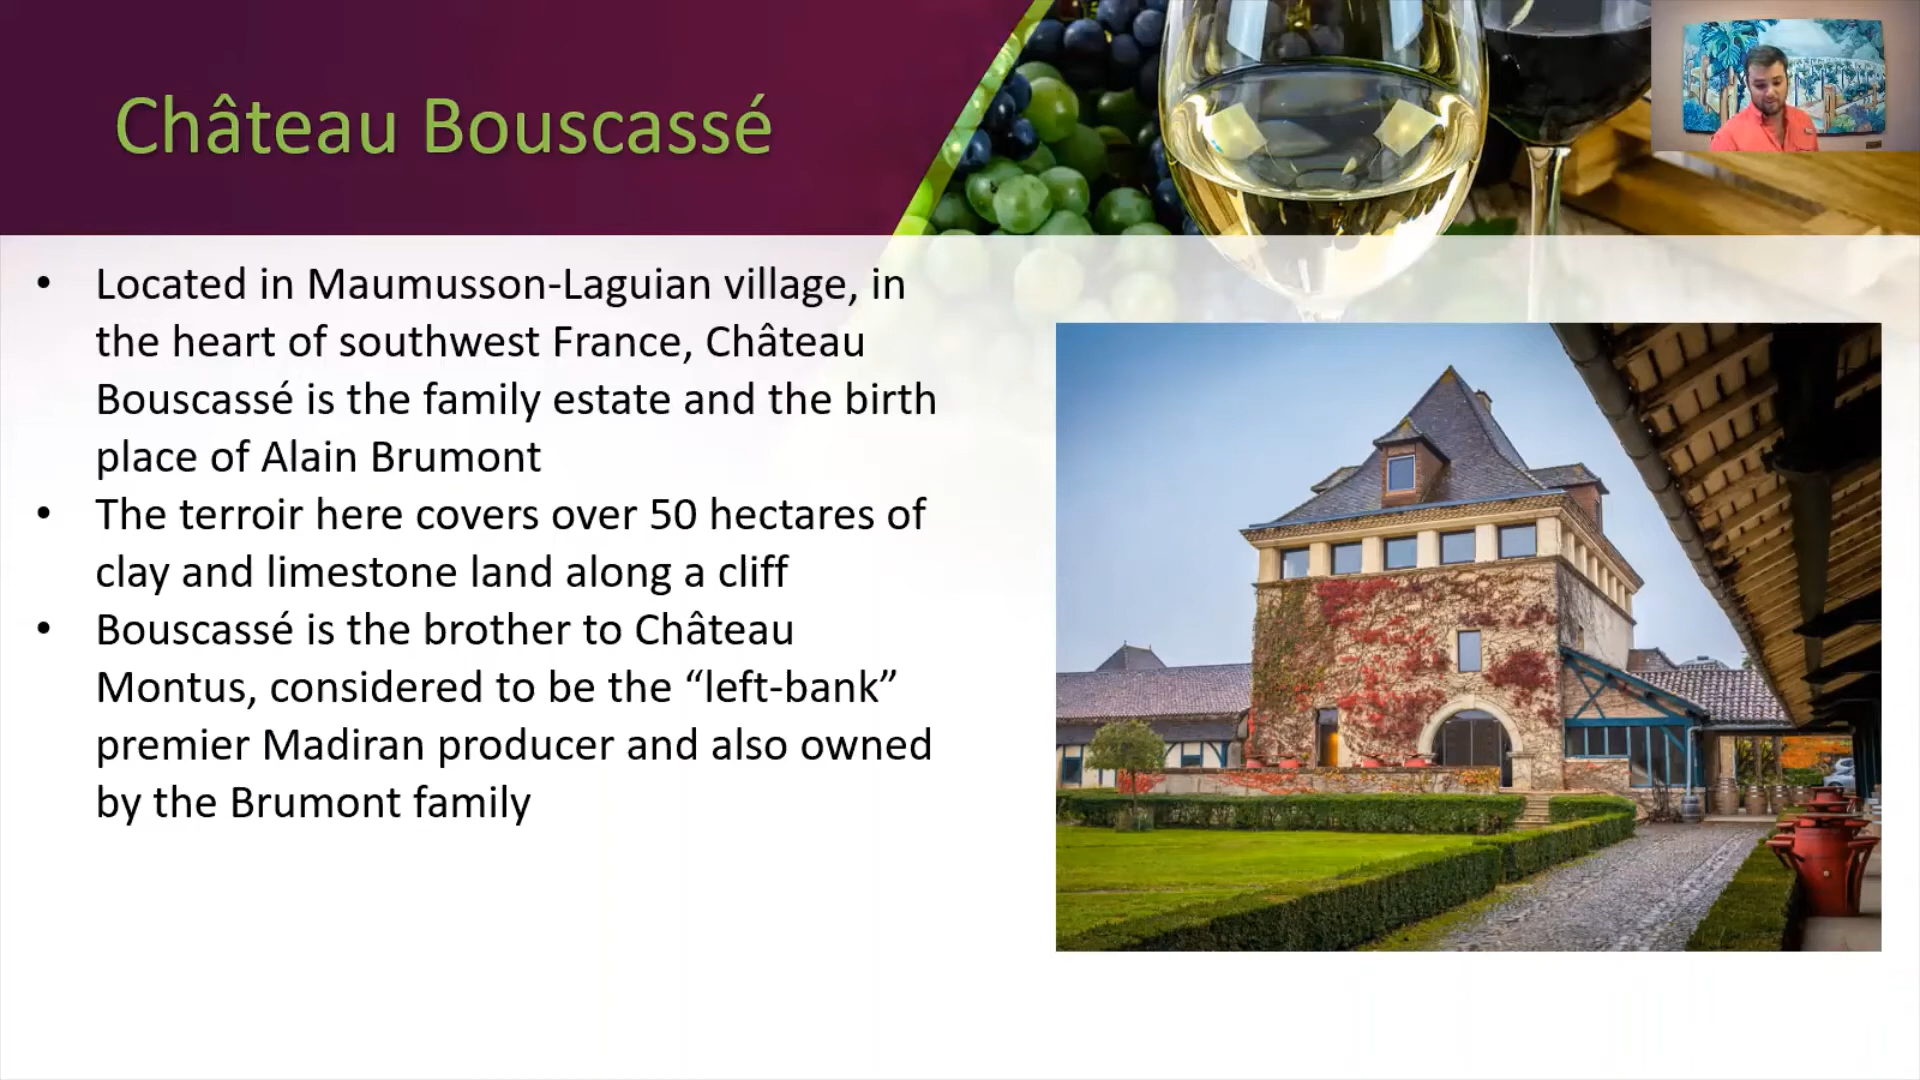 Château Bouscassé
• Located in Maumusson-Laguian village, in
the heart of southwest France, Château
Bouscassé is the family estate and the birth
place of Alain Brumont
• The terroir here covers over 50 hectares of
clay and limestone land along a cliff
• Bouscassé is the brother to Château
Montus, considered to be the “left-bank”
premier Madiran producer and also owned
by the Brumont family